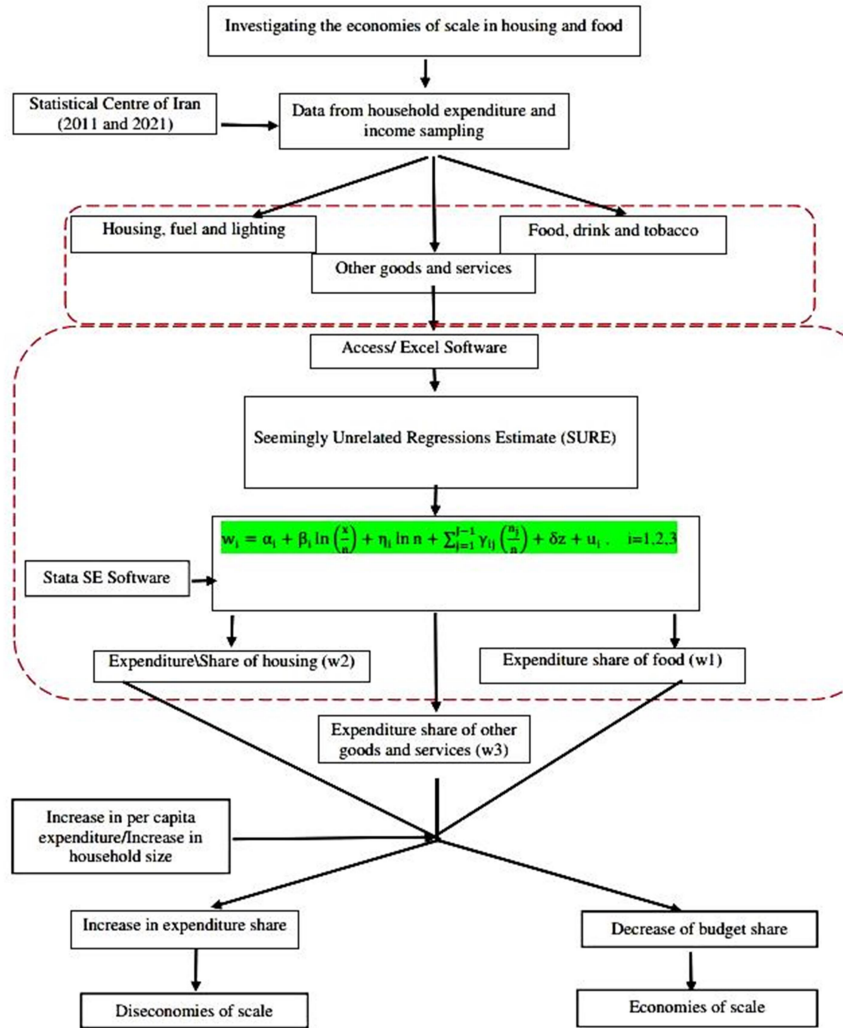 Investigating the economies of scale in housing and food
Statistical Centre of Iran
(2011 and 2021)
Data from household expenditure and
income sampling
Housing, fuel and lighting
Food, drink and tobacco
Other goods and services
Access/ Excel Software
Seemingly Unrelated Regressions Estimate (SURE)
wᵢ = αᵢ + βᵢ ln(x/n) + ηᵢ ln n + ∑ⱼ₌₁ᴶ⁻¹ γᵢⱼ(nⱼ/n) + δz + uᵢ . i=1,2,3
Stata SE Software
Expenditure\Share of housing (w2)
Expenditure share of food (w1)
Expenditure share of other
goods and services (w3)
Increase in per capita
expenditure/Increase in
household size
Increase in expenditure share
Decrease of budget share
Diseconomies of scale
Economies of scale